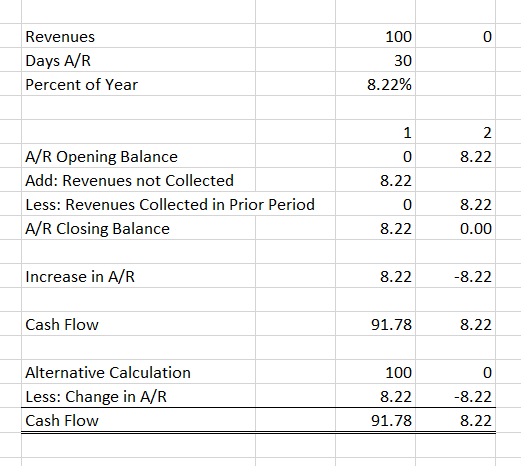 Revenues 100 0
Days A/R 30
Percent of Year 8.22%
1 2
A/R Opening Balance 0 8.22
Add: Revenues not Collected 8.22
Less: Revenues Collected in Prior Period 0 8.22
A/R Closing Balance 8.22 0.00
Increase in A/R 8.22 -8.22
Cash Flow 91.78 8.22
Alternative Calculation 100 0
Less: Change in A/R 8.22 -8.22
Cash Flow 91.78 8.22